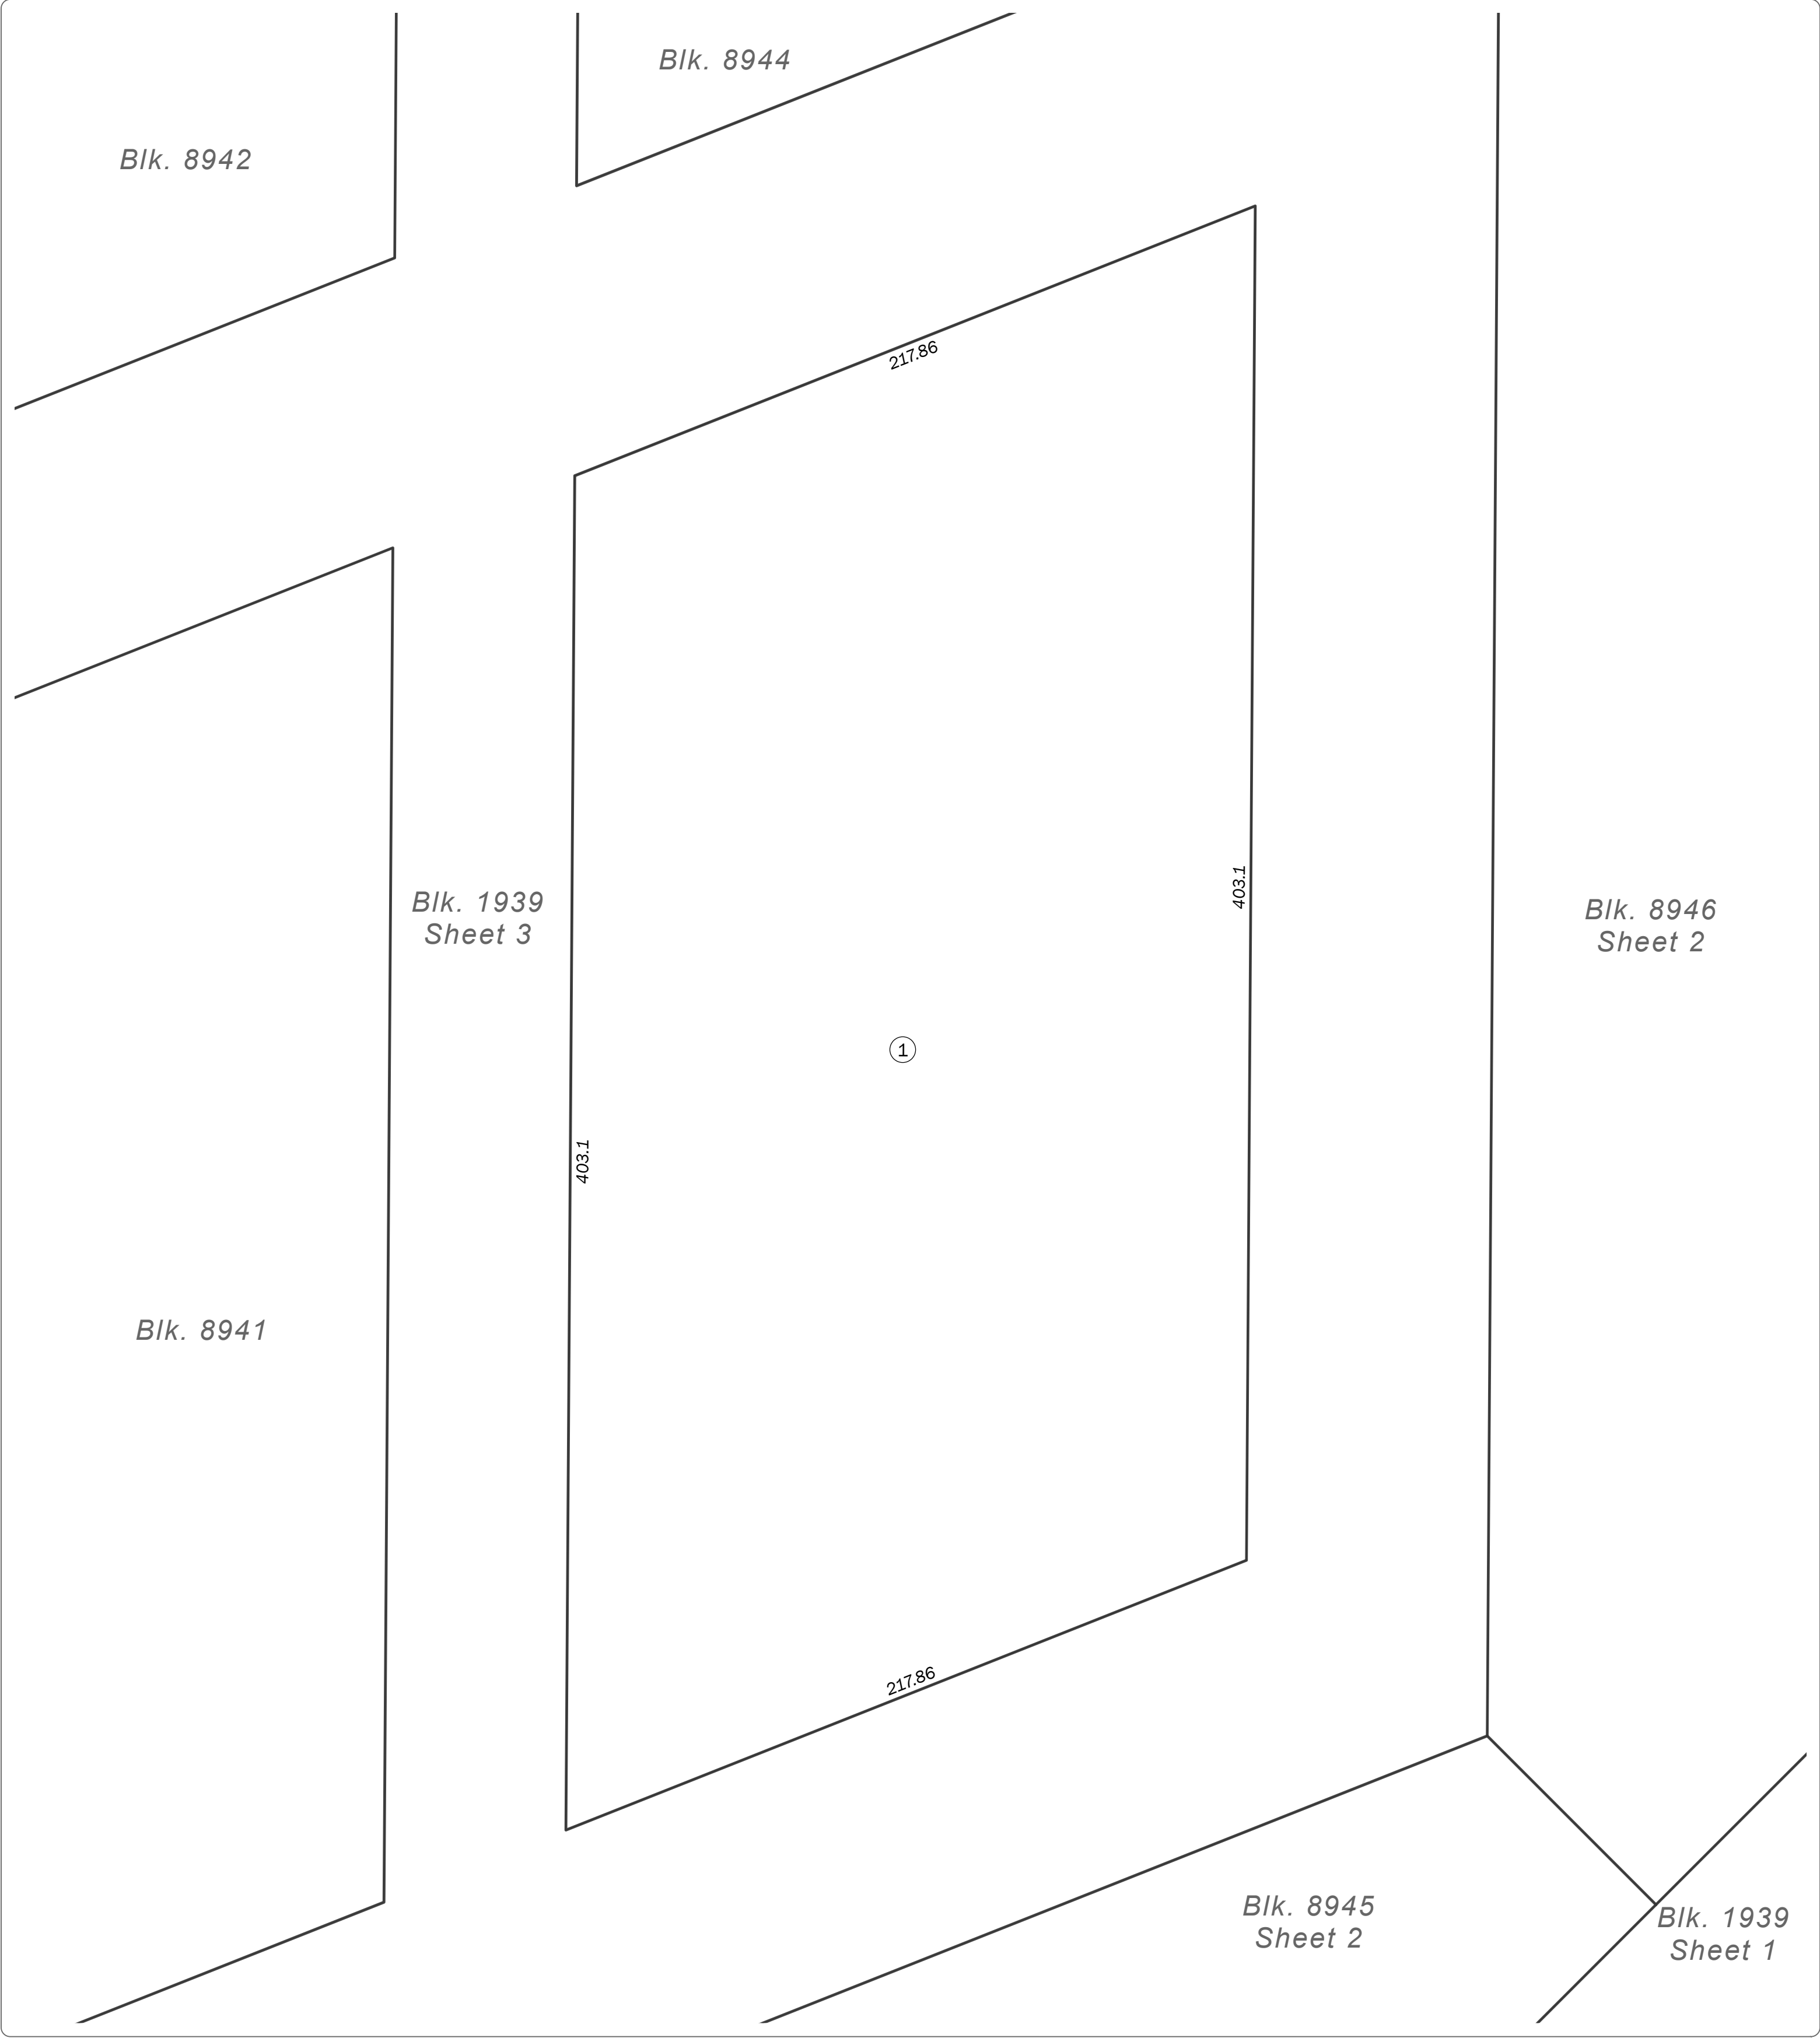 Blk. 8944
Blk. 8942
217.86
403.1
Blk. 1939
Sheet 3
Blk. 8946
Sheet 2
1
403.1
Blk. 8941
217.86
Blk. 8945
Sheet 2
Blk. 1939
Sheet 1